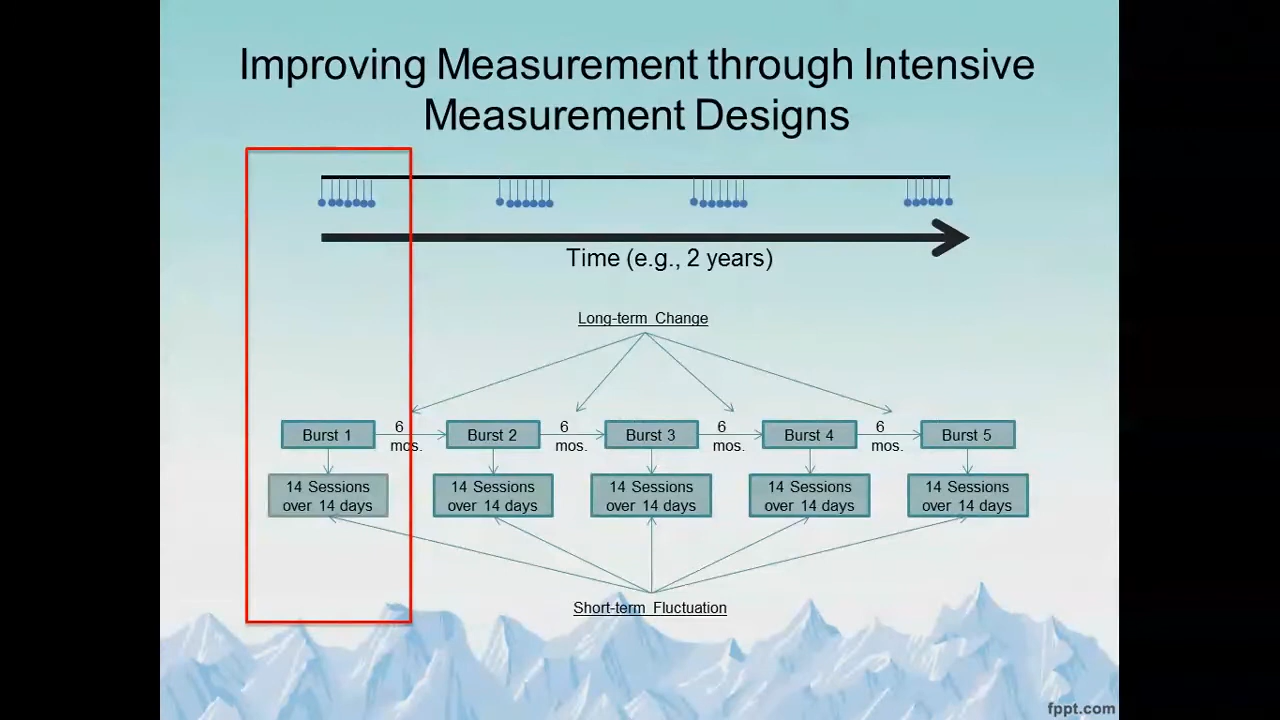 Improving Measurement through Intensive
Measurement Designs
Time (e.g., 2 years)
Long-term Change
Burst 1
6
mos.
Burst 2
6
mos.
Burst 3
6
mos.
Burst 4
6
mos.
Burst 5
14 Sessions
over 14 days
14 Sessions
over 14 days
14 Sessions
over 14 days
14 Sessions
over 14 days
14 Sessions
over 14 days
Short-term Fluctuation
fppt.com